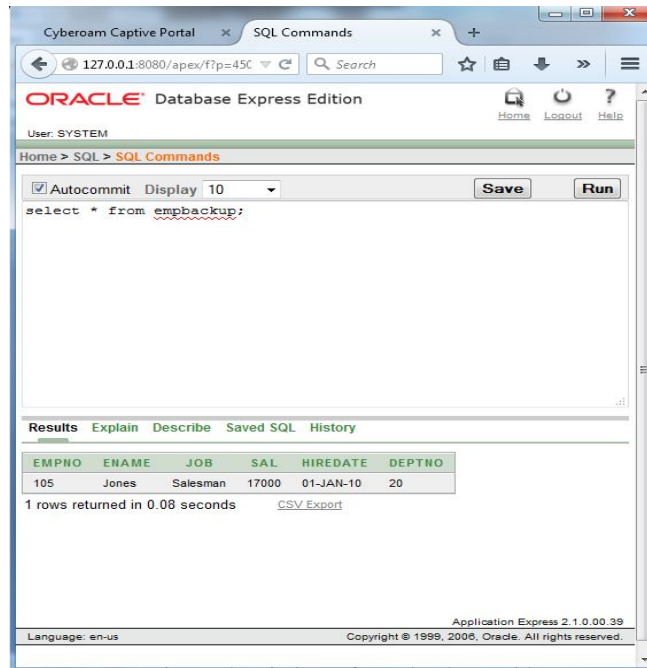 Cyberoam Captive Portal × SQL Commands × +
127.0.0.1:8080/apex/f?p=450 Search
ORACLE Database Express Edition
Home Logout Help
User: SYSTEM
Home > SQL > SQL Commands
Autocommit Display 10 Save Run
select * from empbackup;
Results Explain Describe Saved SQL History
EMPNO ENAME JOB SAL HIREDATE DEPTNO
105 Jones Salesman 17000 01-JAN-10 20
1 rows returned in 0.08 seconds CSV Export
Application Express 2.1.0.00.39
Language: en-us Copyright © 1999, 2006, Oracle. All rights reserved.